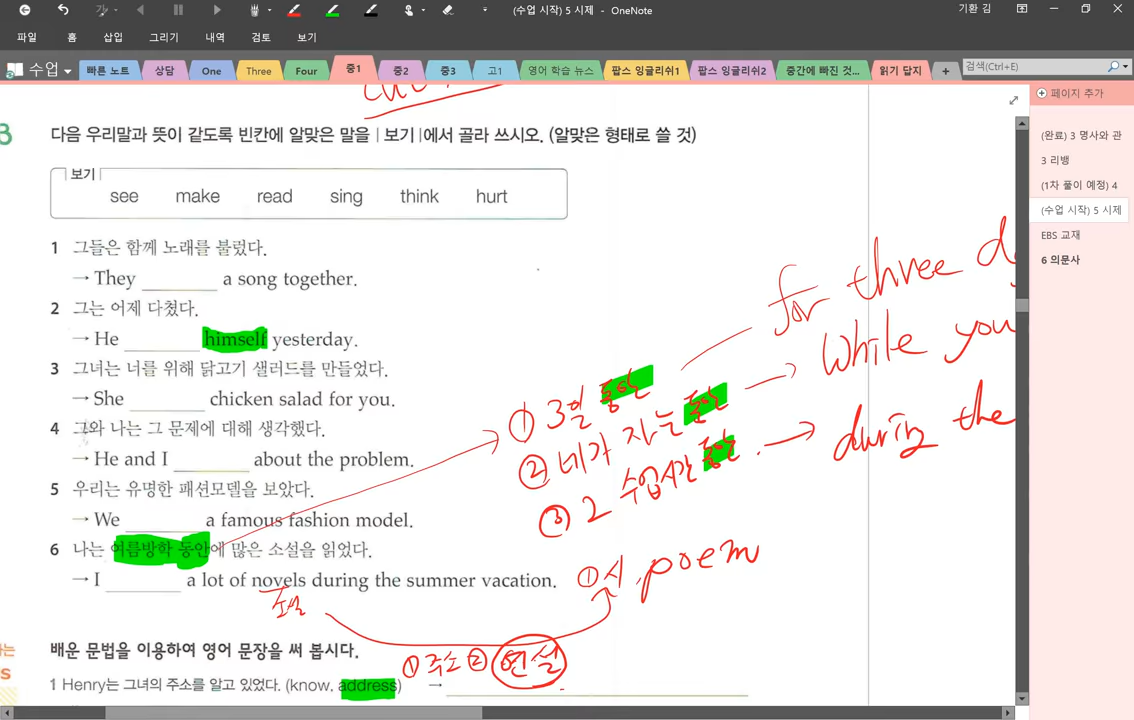 (수업 시작) 5 시제 - OneNote
기환 김
파일 홈 삽입 그리기 내역 검토 보기
수업 빠른 노트 상담 One Three Four 중1 중2 중3 고1 영어 학습 뉴스 팝스 잉글리쉬1 팝스 잉글리쉬2 중간에 빠진 것... 읽기 답지 + 검색(Ctrl+E)
페이지 추가
(완료) 3 명사와 관
3 리뱅
(1차 풀이 예정) 4
(수업 시작) 5 시제
EBS 교재
6 의문사
3 다음 우리말과 뜻이 같도록 빈칸에 알맞은 말을 | 보기 |에서 골라 쓰시오. (알맞은 형태로 쓸 것)
보기
see make read sing think hurt
1 그들은 함께 노래를 불렀다.
→ They ________ a song together.
2 그는 어제 다쳤다.
→ He ________ himself yesterday.
3 그녀는 너를 위해 닭고기 샐러드를 만들었다.
→ She ________ chicken salad for you.
4 그와 나는 그 문제에 대해 생각했다.
→ He and I ________ about the problem.
5 우리는 유명한 패션모델을 보았다.
→ We ________ a famous fashion model.
6 나는 여름방학 동안에 많은 소설을 읽었다.
→ I ________ a lot of novels during the summer vacation.
소설
① 3일 동안
for three
② 네가 자는 동안
While you
③ 2 수업시간 동안
during the
① 시. poem
배운 문법을 이용하여 영어 문장을 써 봅시다.
① 주소 ② 연설
1 Henry는 그녀의 주소를 알고 있었다. (know, address) →